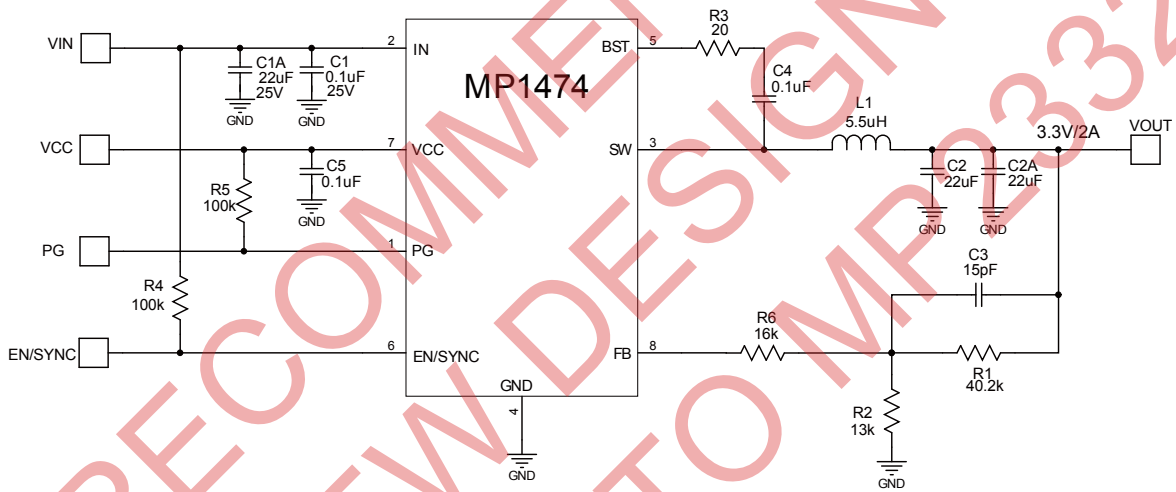 VIN
2
IN
C1A
22uF
25V
GND
C1
0.1uF
25V
GND
MP1474
BST
5
R3
20
C4
0.1uF
L1
5.5uH
3.3V/2A
VOUT
VCC
7
VCC
C5
0.1uF
GND
R5
100k
SW
3
C2
22uF
GND
C2A
22uF
GND
PG
1
PG
R4
100k
C3
15pF
EN/SYNC
6
EN/SYNC
GND
4
GND
FB
8
R6
16k
R1
40.2k
R2
13k
GND
RECOMME
EW DESIGN
TO MP2332